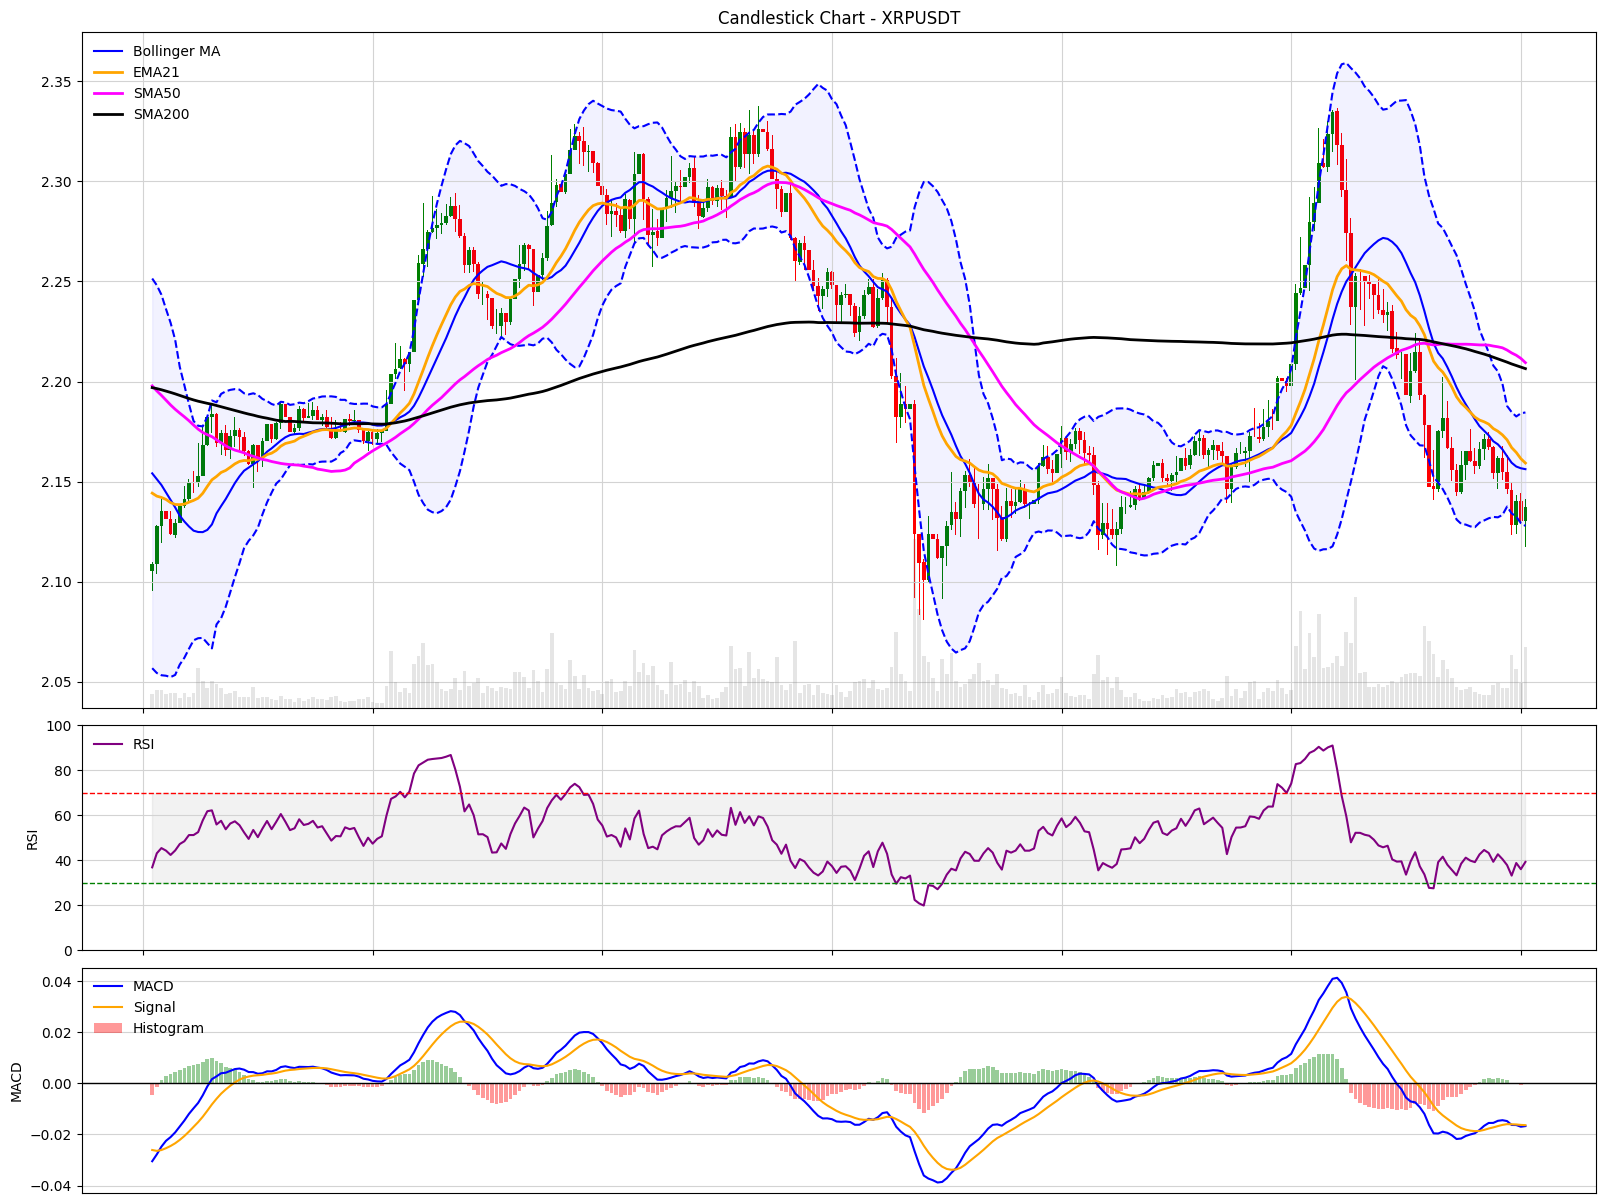 Candlestick Chart - XRPUSDT
Bollinger MA
EMA21
SMA50
SMA200
2.35
2.30
2.25
2.20
2.15
2.10
2.05
RSI
RSI
100
80
60
40
20
0
MACD
Signal
Histogram
MACD
0.04
0.02
0.00
−0.02
−0.04